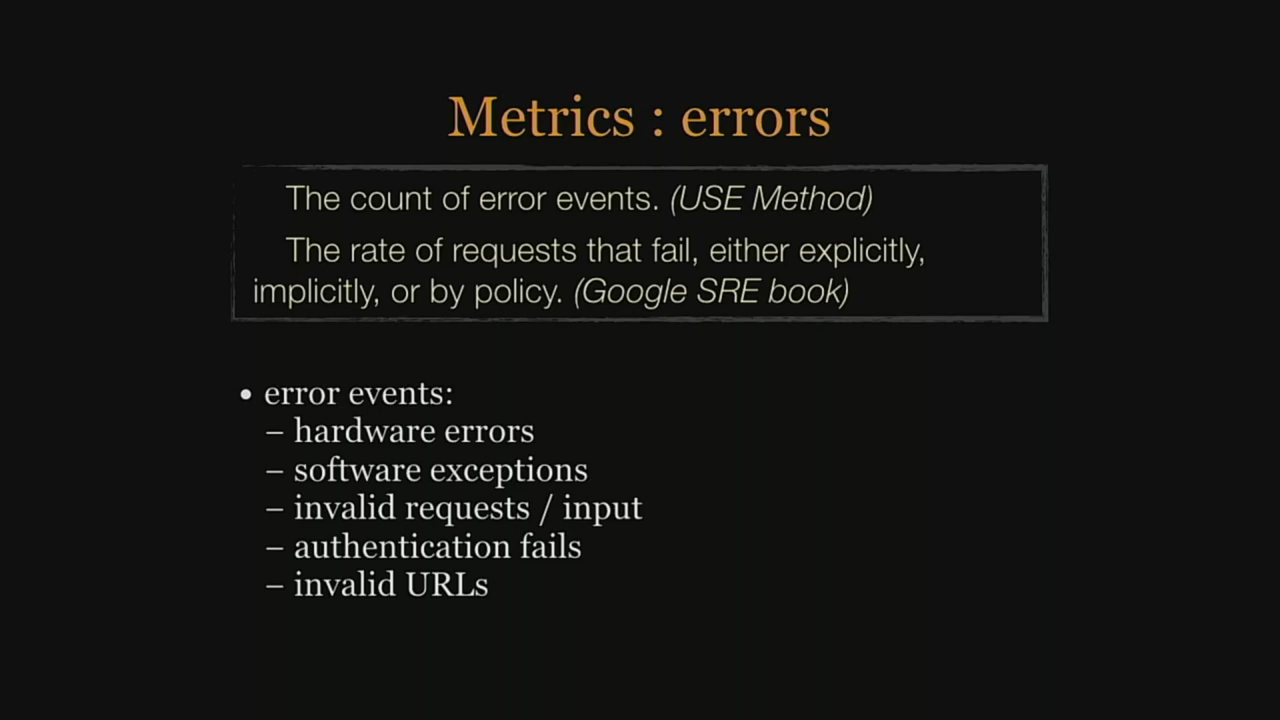 Metrics : errors
The count of error events. (USE Method)
The rate of requests that fail, either explicitly,
implicitly, or by policy. (Google SRE book)
• error events:
– hardware errors
– software exceptions
– invalid requests / input
– authentication fails
– invalid URLs